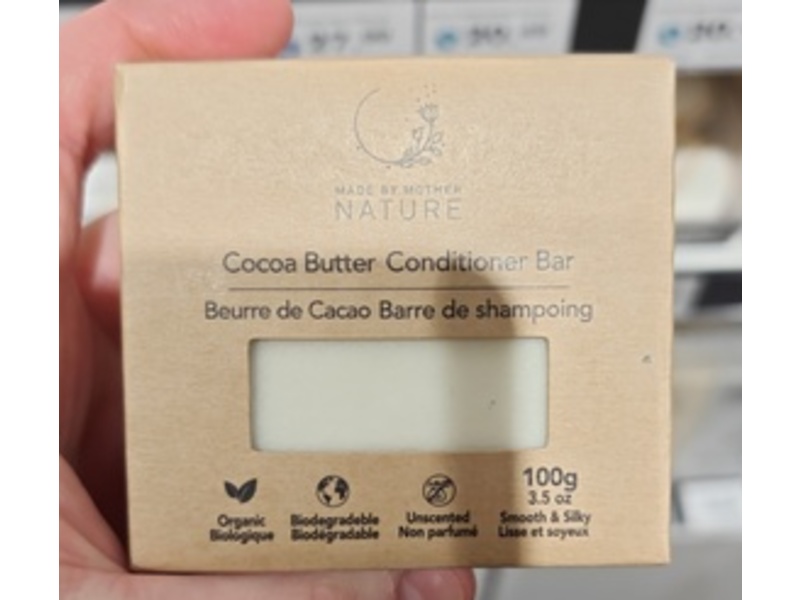 MADE BY MOTHER
NATURE
Cocoa Butter Conditioner Bar
Beurre de Cacao Barre de shampoing
100g
3.5 oz
Organic
Biologique
Biodegradeble
Biodégradable
Unscented
Non parfumé
Smooth & Silky
Lisse et soyeux